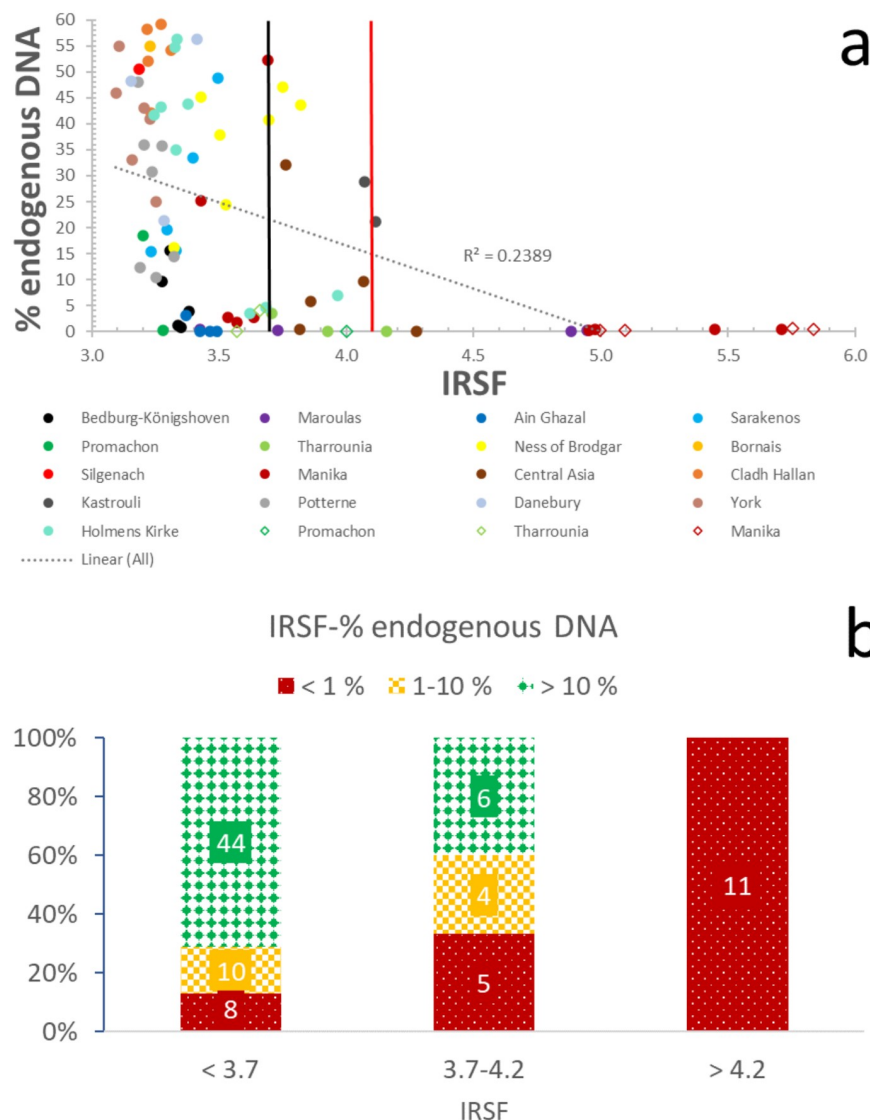 a
60
55
50
45
40
35
30
25
20
15
10
5
0
% endogenous DNA
R² = 0.2389
3.0 3.5 4.0 4.5 5.0 5.5 6.0
IRSF
Bedburg-Königshoven Maroulas Ain Ghazal Sarakenos
Promachon Tharrounia Ness of Brodgar Bornais
Silgenach Manika Central Asia Cladh Hallan
Kastrouli Potterne Danebury York
Holmens Kirke Promachon Tharrounia Manika
Linear (All)
b
IRSF-% endogenous DNA
< 1 % 1-10 % > 10 %
100%
80%
60%
40%
20%
0%
44
10
8
6
4
5
11
< 3.7 3.7-4.2 > 4.2
IRSF